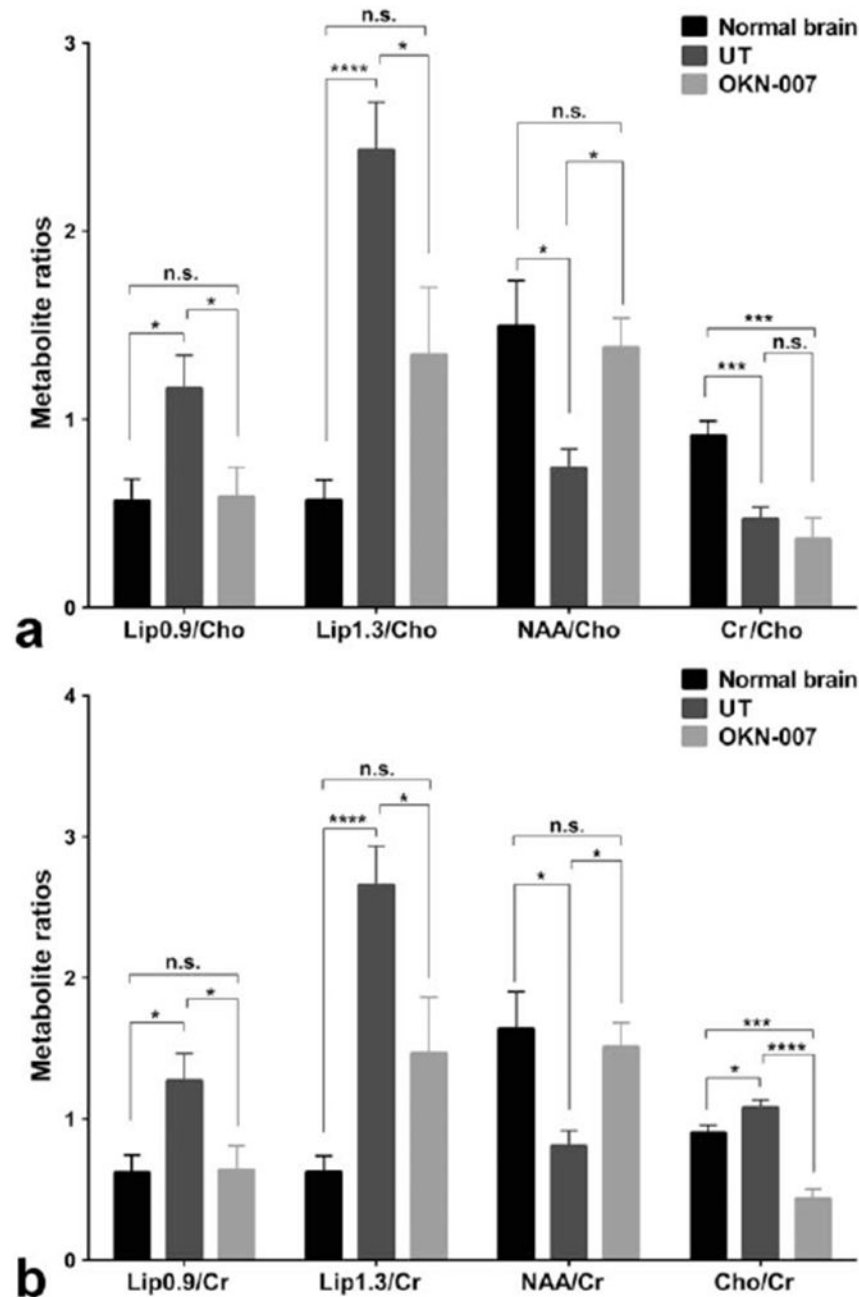 Normal brain
UT
OKN-007
Metabolite ratios
3
2
1
0
n.s.
*
*
n.s.
****
*
n.s.
*
*
***
***
n.s.
Lip0.9/Cho
Lip1.3/Cho
NAA/Cho
Cr/Cho
a
Normal brain
UT
OKN-007
Metabolite ratios
4
3
2
1
0
n.s.
*
*
n.s.
****
*
n.s.
*
*
***
*
****
Lip0.9/Cr
Lip1.3/Cr
NAA/Cr
Cho/Cr
b